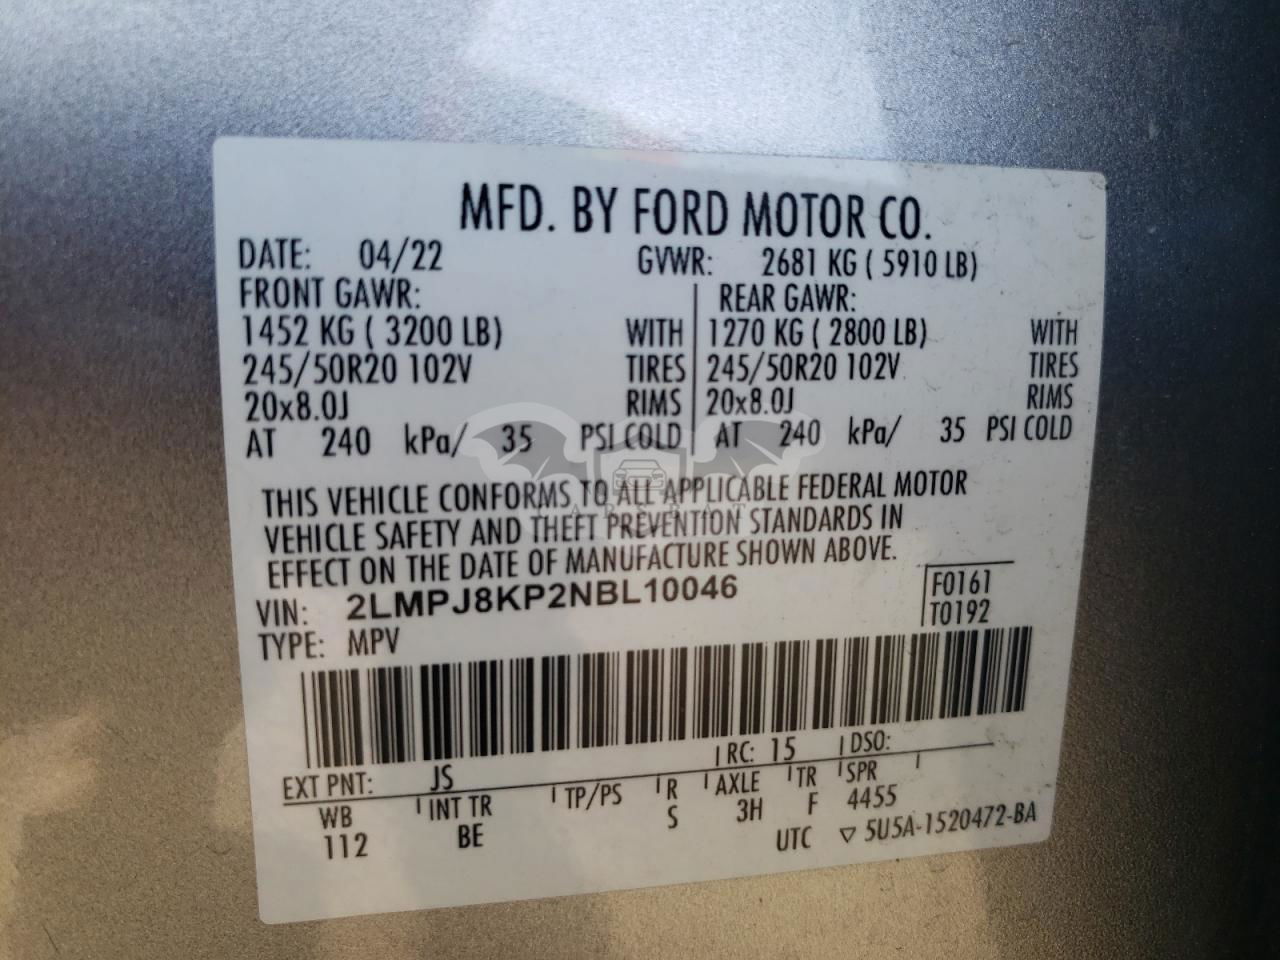 MFD. BY FORD MOTOR CO.
DATE: 04/22 GVWR: 2681 KG ( 5910 LB)
FRONT GAWR: REAR GAWR:
1452 KG ( 3200 LB) WITH 1270 KG ( 2800 LB) WITH
245/50R20 102V TIRES 245/50R20 102V TIRES
20x8.0J RIMS 20x8.0J RIMS
AT 240 kPa/ 35 PSI COLD AT 240 kPa/ 35 PSI COLD
THIS VEHICLE CONFORMS TO ALL APPLICABLE FEDERAL MOTOR
VEHICLE SAFETY AND THEFT PREVENTION STANDARDS IN
EFFECT ON THE DATE OF MANUFACTURE SHOWN ABOVE.
VIN: 2LMPJ8KP2NBL10046 F0161
TYPE: MPV T0192
EXT PNT: JS RC: 15 DSO:
WB INT TR TP/PS R AXLE TR SPR
112 BE S 3H F 4455
UTC ▽ 5U5A-1520472-BA